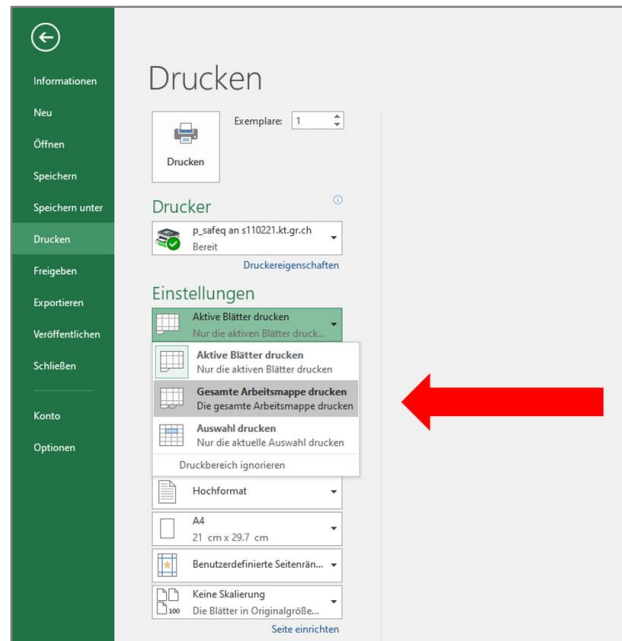 Informationen
Neu
Öffnen
Speichern
Speichern unter
Drucken
Freigeben
Exportieren
Veröffentlichen
Schließen
Konto
Optionen
Drucken
Exemplare: 1
Drucken
Drucker
p_safeq an s110221.kt.gr.ch
Bereit
Druckereigenschaften
Einstellungen
Aktive Blätter drucken
Nur die aktiven Blätter druck...
Aktive Blätter drucken
Nur die aktiven Blätter drucken
Gesamte Arbeitsmappe drucken
Die gesamte Arbeitsmappe drucken
Auswahl drucken
Nur die aktuelle Auswahl drucken
Druckbereich ignorieren
Hochformat
A4
21 cm x 29.7 cm
Benutzerdefinierte Seitenrän...
Keine Skalierung
100 Die Blätter in Originalgröße...
Seite einrichten